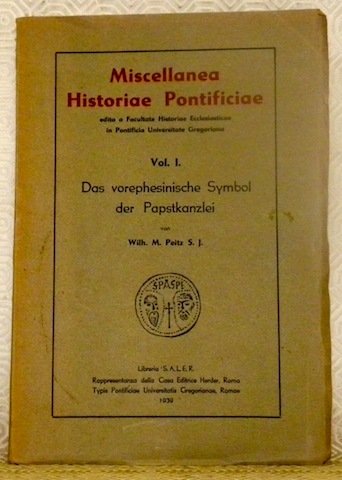 Miscellanea
Historiae Pontificiae
edita a Facultate Historiae Ecclesiasticae
in Pontificia Universitate Gregoriana
Vol. I.
Das vorephesinische Symbol
der Papstkanzlei
von
Wilh. M. Peitz S. J.
SPASPE
Libreria S.A.L.E.R.
Rappresentanza della Casa Editrice Herder, Roma
Typis Pontificiae Universitatis Gregorianae, Romae
1939